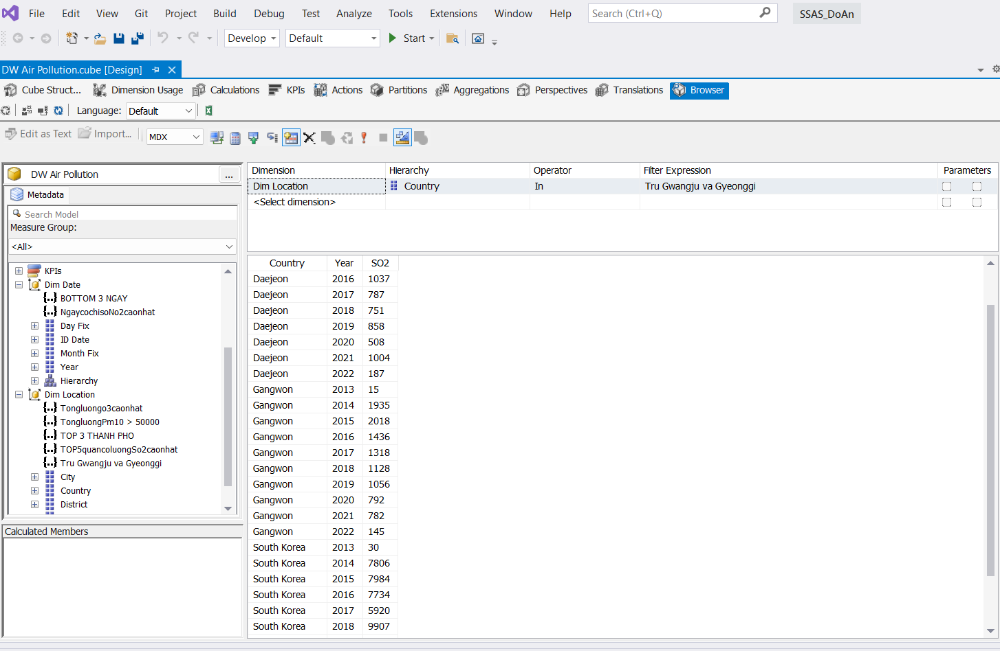 File Edit View Git Project Build Debug Test Analyze Tools Extensions Window Help Search (Ctrl+Q) SSAS_DoAn
Develop Default Start
DW Air Pollution.cube [Design]
Cube Struct... Dimension Usage Calculations KPIs Actions Partitions Aggregations Perspectives Translations Browser
Language: Default
Edit as Text Import... MDX
DW Air Pollution ...
Metadata
Search Model
Measure Group:
<All>
KPIs
Dim Date
BOTTOM 3 NGAY
NgaycochisoNo2caonhat
Day Fix
ID Date
Month Fix
Year
Hierarchy
Dim Location
Tongluongo3caonhat
TongluongPm10 > 50000
TOP 3 THANH PHO
TOP5quancoluongSo2caonhat
Tru Gwangju va Gyeonggi
City
Country
District
Calculated Members
Dimension Hierarchy Operator Filter Expression Parameters
Dim Location Country In Tru Gwangju va Gyeonggi
<Select dimension>
Country Year SO2
Daejeon 2016 1037
Daejeon 2017 787
Daejeon 2018 751
Daejeon 2019 858
Daejeon 2020 508
Daejeon 2021 1004
Daejeon 2022 187
Gangwon 2013 15
Gangwon 2014 1935
Gangwon 2015 2018
Gangwon 2016 1436
Gangwon 2017 1318
Gangwon 2018 1128
Gangwon 2019 1056
Gangwon 2020 792
Gangwon 2021 782
Gangwon 2022 145
South Korea 2013 30
South Korea 2014 7806
South Korea 2015 7984
South Korea 2016 7734
South Korea 2017 5920
South Korea 2018 9907